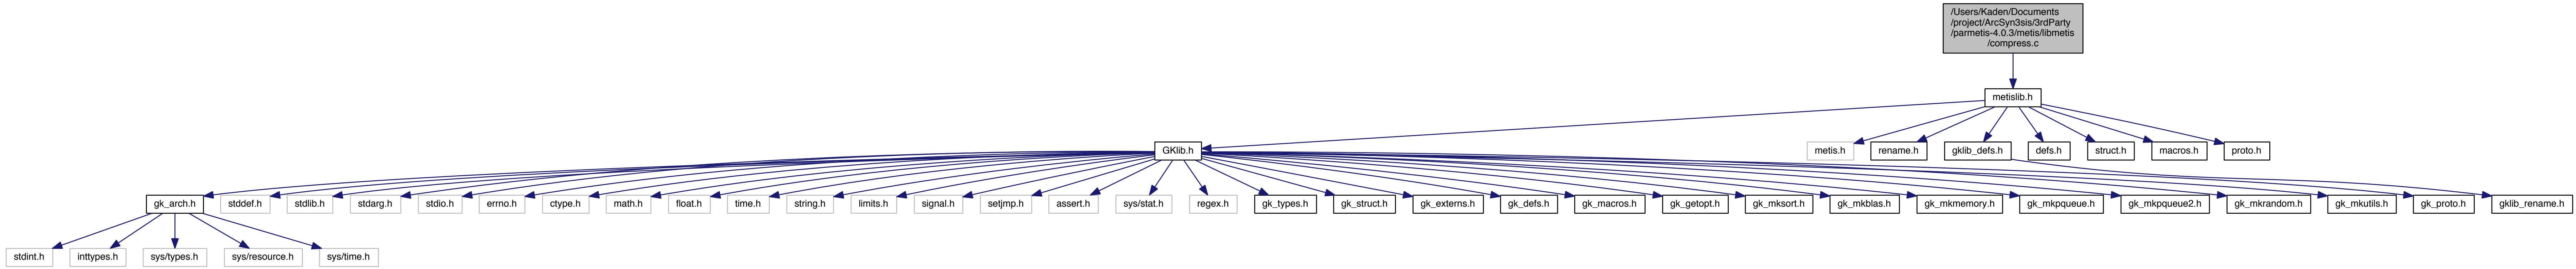 /Users/Kaden/Documents
/project/ArcSyn3sis/3rdParty
/parmetis-4.0.3/metis/libmetis
/compress.c
metislib.h
GKlib.h
metis.h
rename.h
gklib_defs.h
defs.h
struct.h
macros.h
proto.h
gk_arch.h
stddef.h
stdlib.h
stdarg.h
stdio.h
errno.h
ctype.h
math.h
float.h
time.h
string.h
limits.h
signal.h
setjmp.h
assert.h
sys/stat.h
regex.h
gk_types.h
gk_struct.h
gk_externs.h
gk_defs.h
gk_macros.h
gk_getopt.h
gk_mksort.h
gk_mkblas.h
gk_mkmemory.h
gk_mkpqueue.h
gk_mkpqueue2.h
gk_mkrandom.h
gk_mkutils.h
gk_proto.h
gklib_rename.h
stdint.h
inttypes.h
sys/types.h
sys/resource.h
sys/time.h